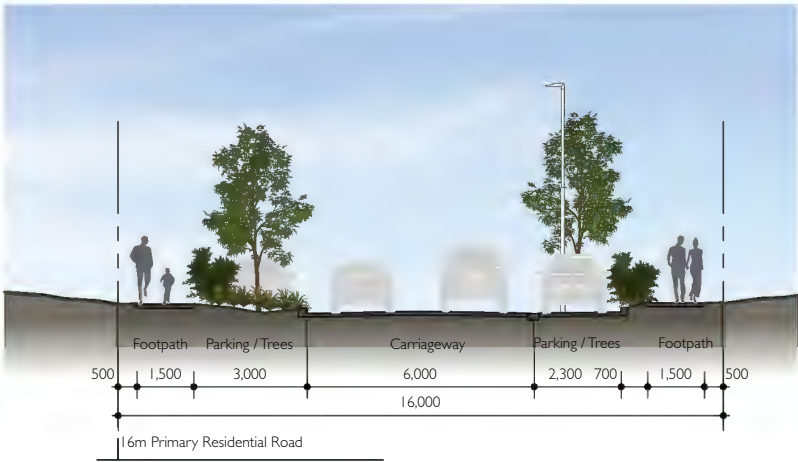 Footpath Parking / Trees Carriageway Parking / Trees Footpath
500 1,500 3,000 6,000 2,300 700 1,500 500
16,000
16m Primary Residential Road